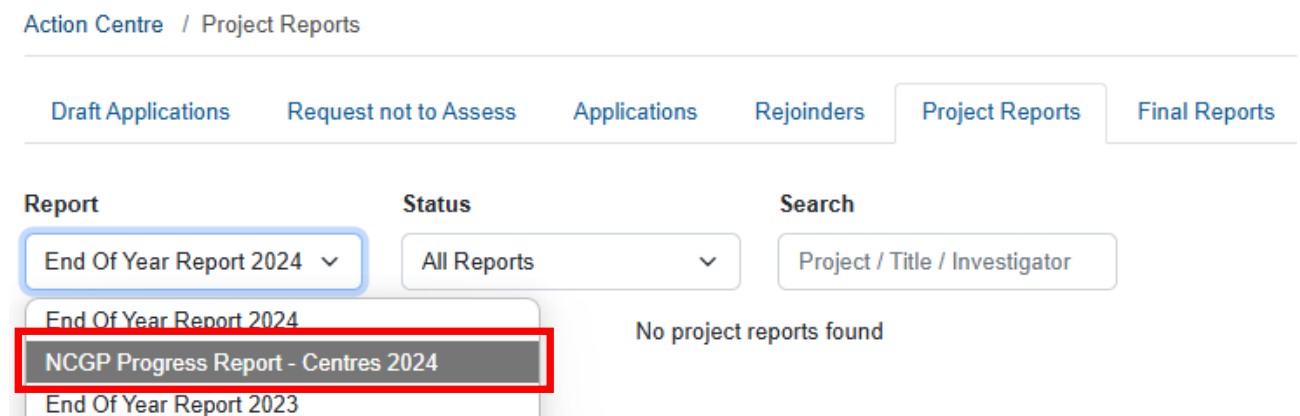 Action Centre / Project Reports
Draft Applications Request not to Assess Applications Rejoinders Project Reports Final Reports
Report Status Search
End Of Year Report 2024 All Reports Project / Title / Investigator
End Of Year Report 2024
No project reports found
NCGP Progress Report - Centres 2024
End Of Year Report 2023